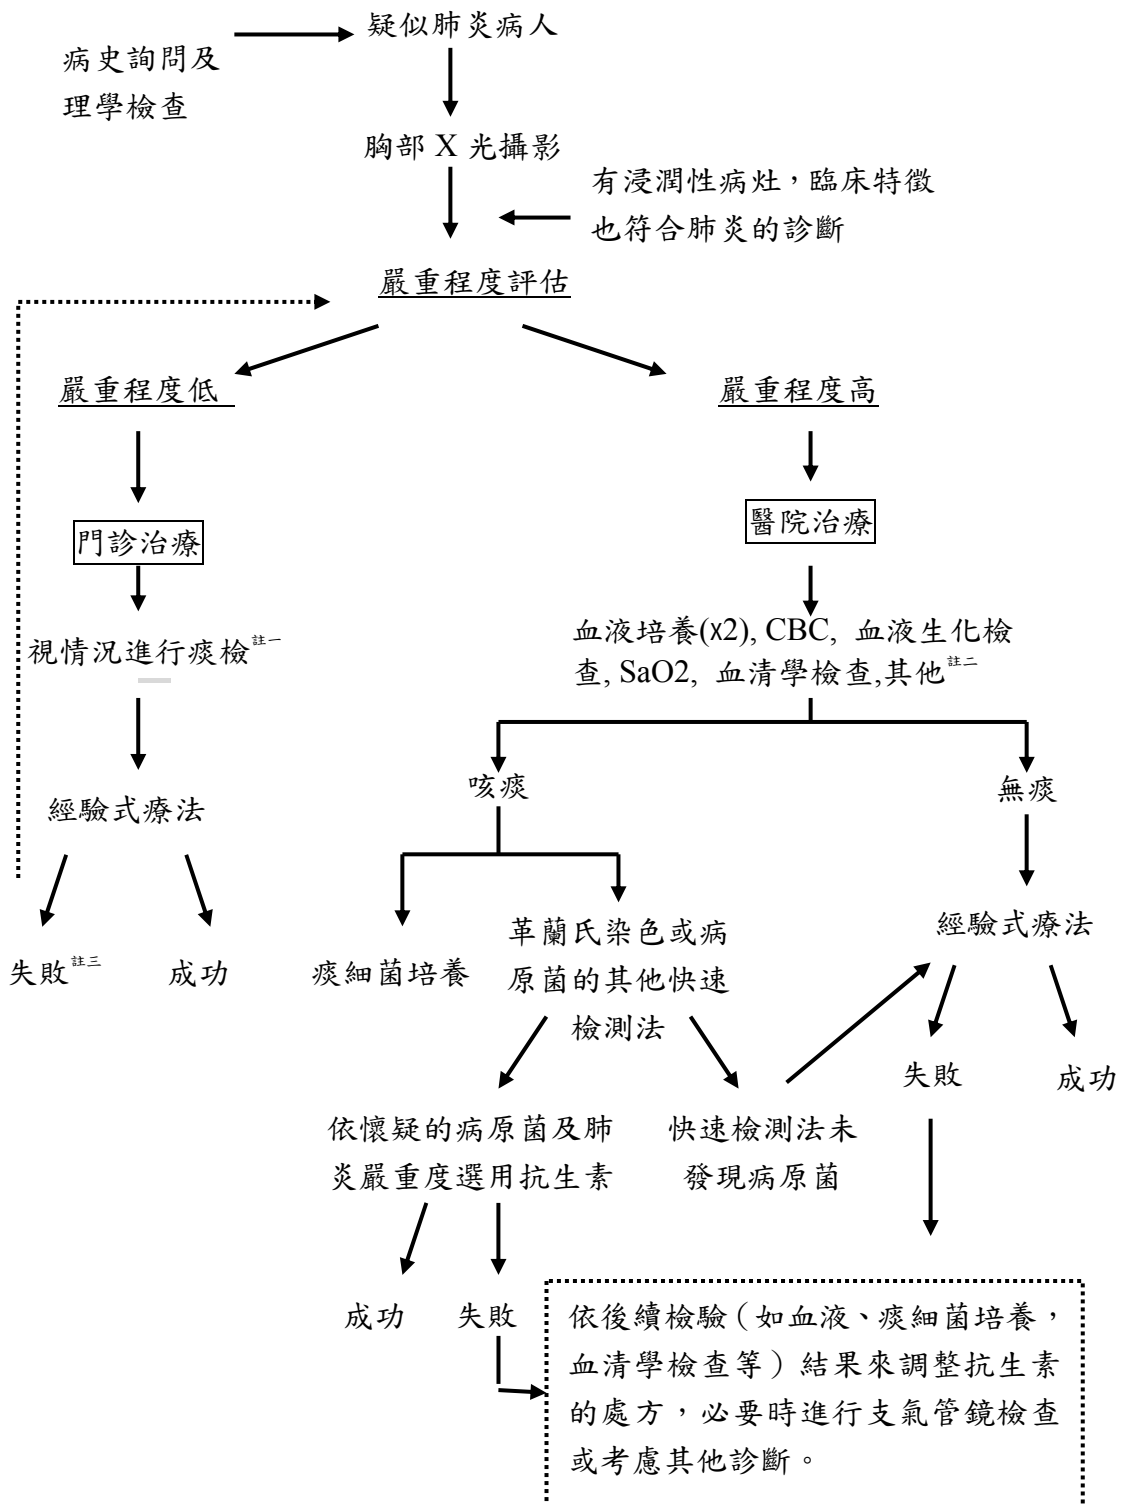 疑似肺炎病人
病史詢問及
理學檢查
胸部 X 光攝影
有浸潤性病灶，臨床特徵
也符合肺炎的診斷
嚴重程度評估
嚴重程度低
嚴重程度高
門診治療
醫院治療
視情況進行痰檢註一
血液培養(x2), CBC, 血液生化檢
查, SaO2, 血清學檢查,其他註二
咳痰
無痰
經驗式療法
革蘭氏染色或病
原菌的其他快速
檢測法
經驗式療法
失敗註三
成功
痰細菌培養
失敗
成功
依懷疑的病原菌及肺
炎嚴重度選用抗生素
快速檢測法未
發現病原菌
成功
失敗
依後續檢驗（如血液、痰細菌培養，
血清學檢查等）結果來調整抗生素
的處方，必要時進行支氣管鏡檢查
或考慮其他診斷。